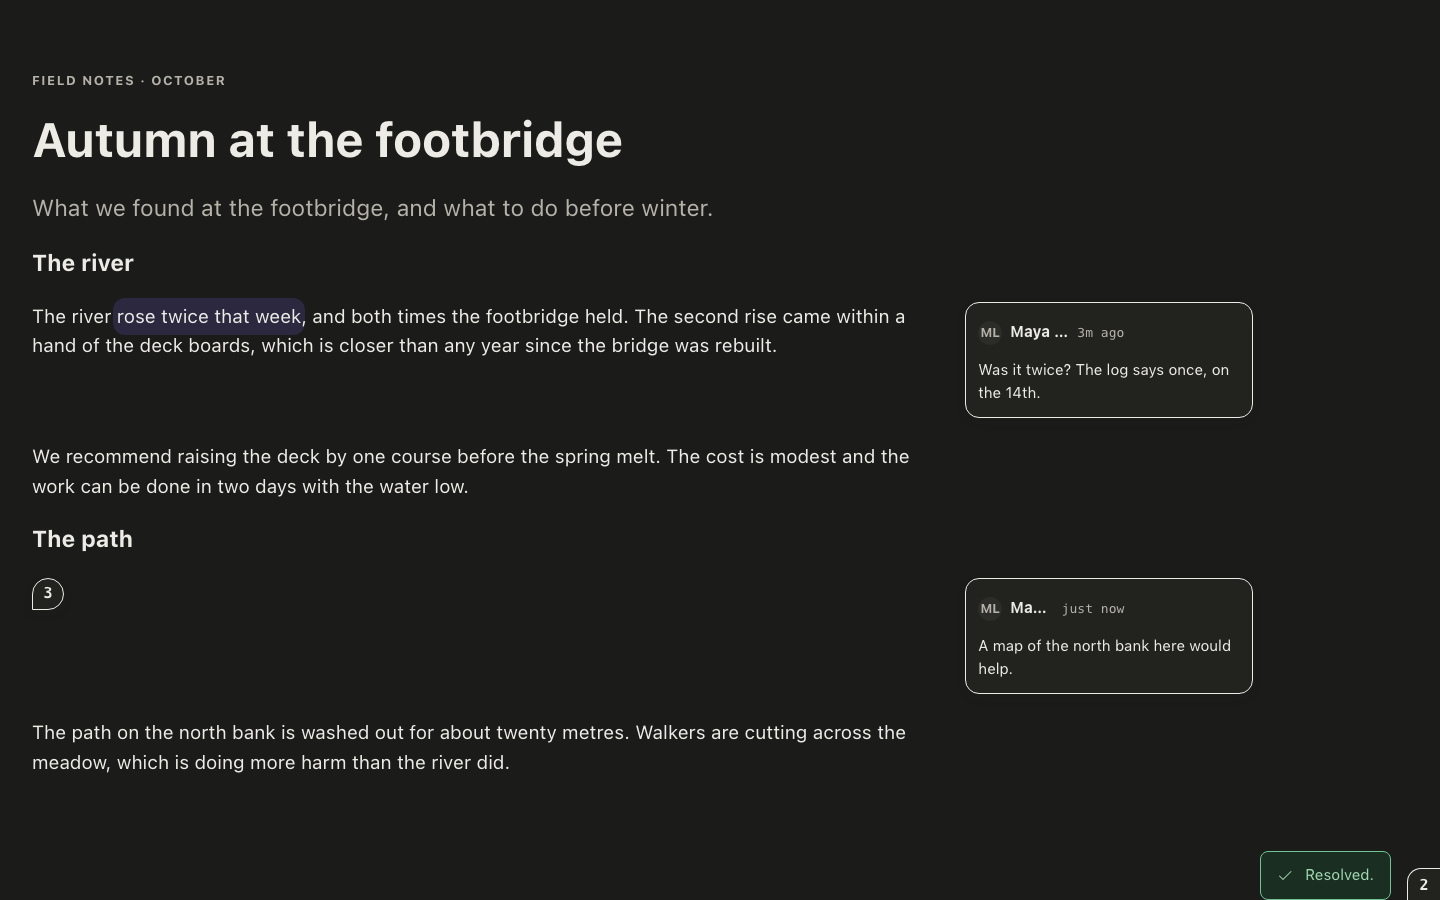 FIELD NOTES · OCTOBER
Autumn at the footbridge
What we found at the footbridge, and what to do before winter.
The river
The river rose twice that week, and both times the footbridge held. The second rise came within a
hand of the deck boards, which is closer than any year since the bridge was rebuilt.
ML Maya ... 3m ago
Was it twice? The log says once, on
the 14th.
We recommend raising the deck by one course before the spring melt. The cost is modest and the
work can be done in two days with the water low.
The path
3
ML Ma... just now
A map of the north bank here would
help.
The path on the north bank is washed out for about twenty metres. Walkers are cutting across the
meadow, which is doing more harm than the river did.
Resolved.
2